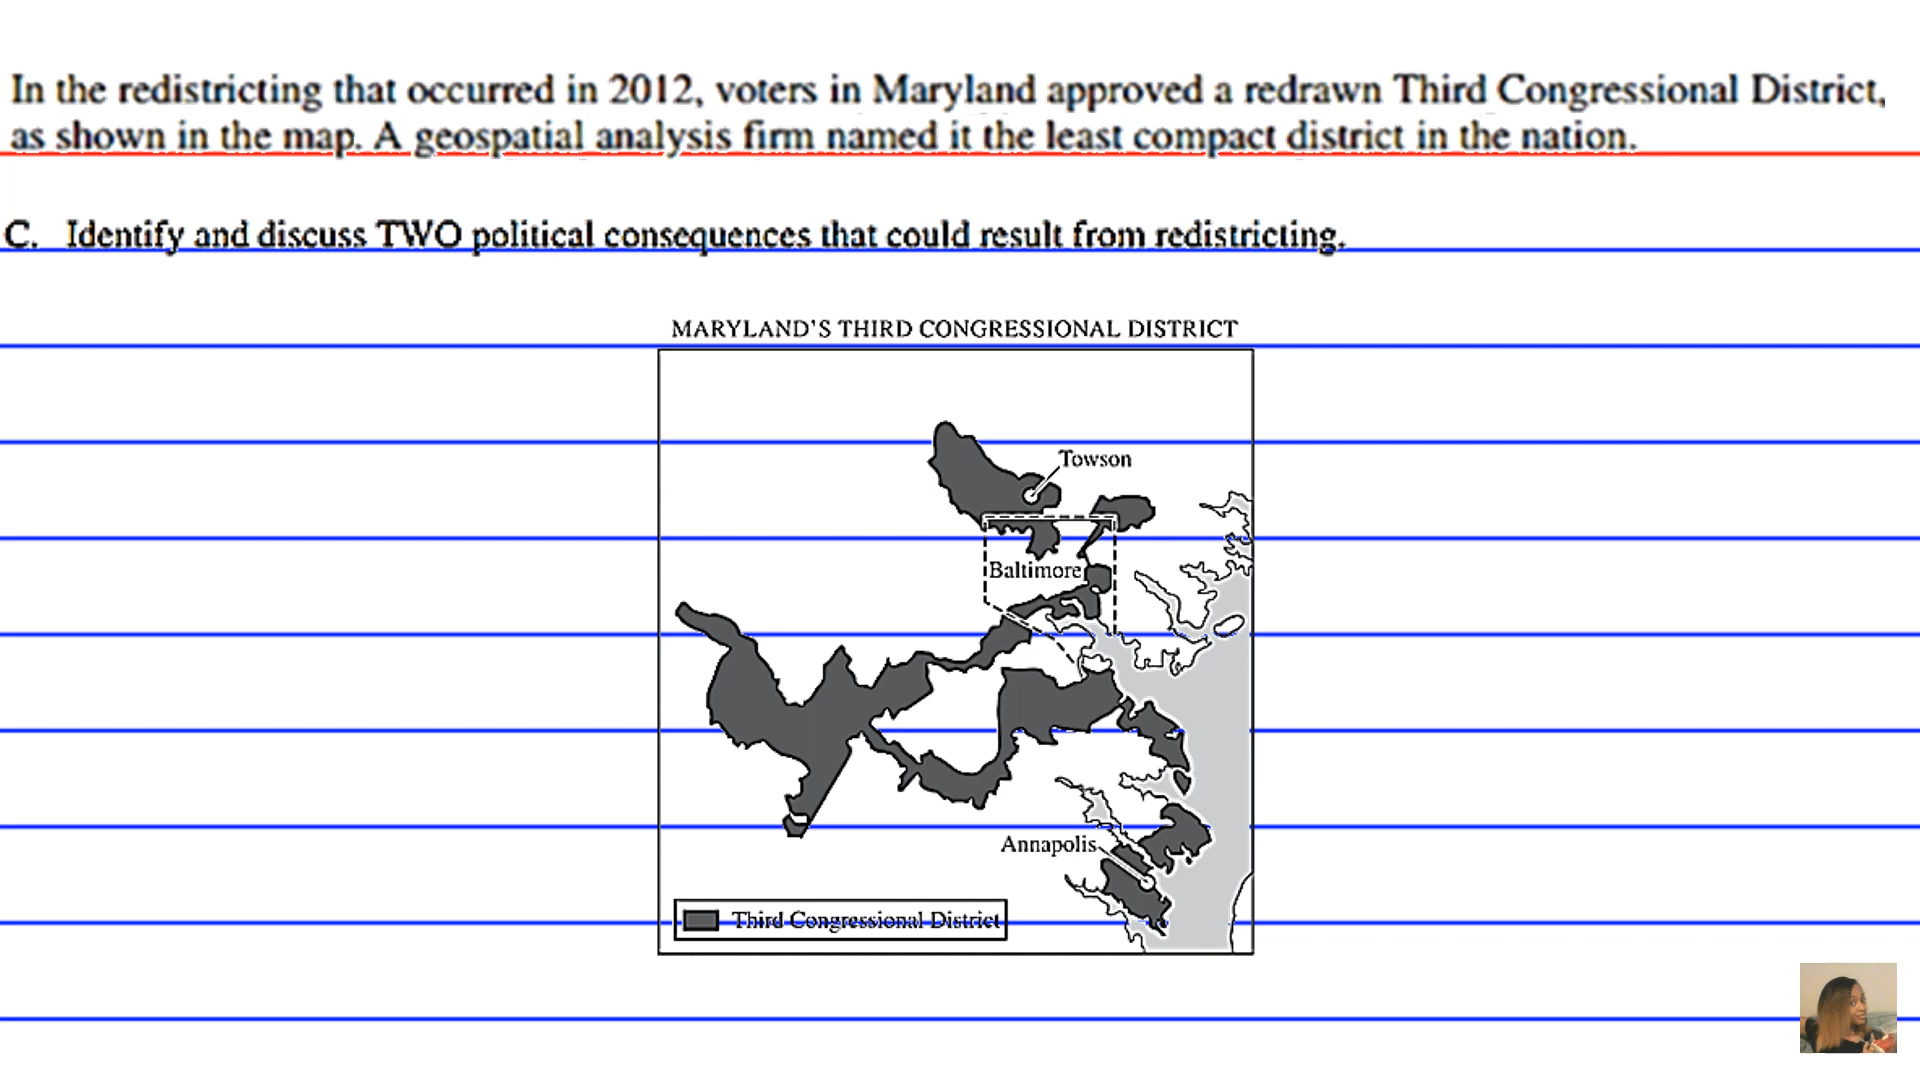 In the redistricting that occurred in 2012, voters in Maryland approved a redrawn Third Congressional District,
as shown in the map. A geospatial analysis firm named it the least compact district in the nation.
C. Identify and discuss TWO political consequences that could result from redistricting.
MARYLAND'S THIRD CONGRESSIONAL DISTRICT
Towson
Baltimore
Annapolis
Third Congressional District